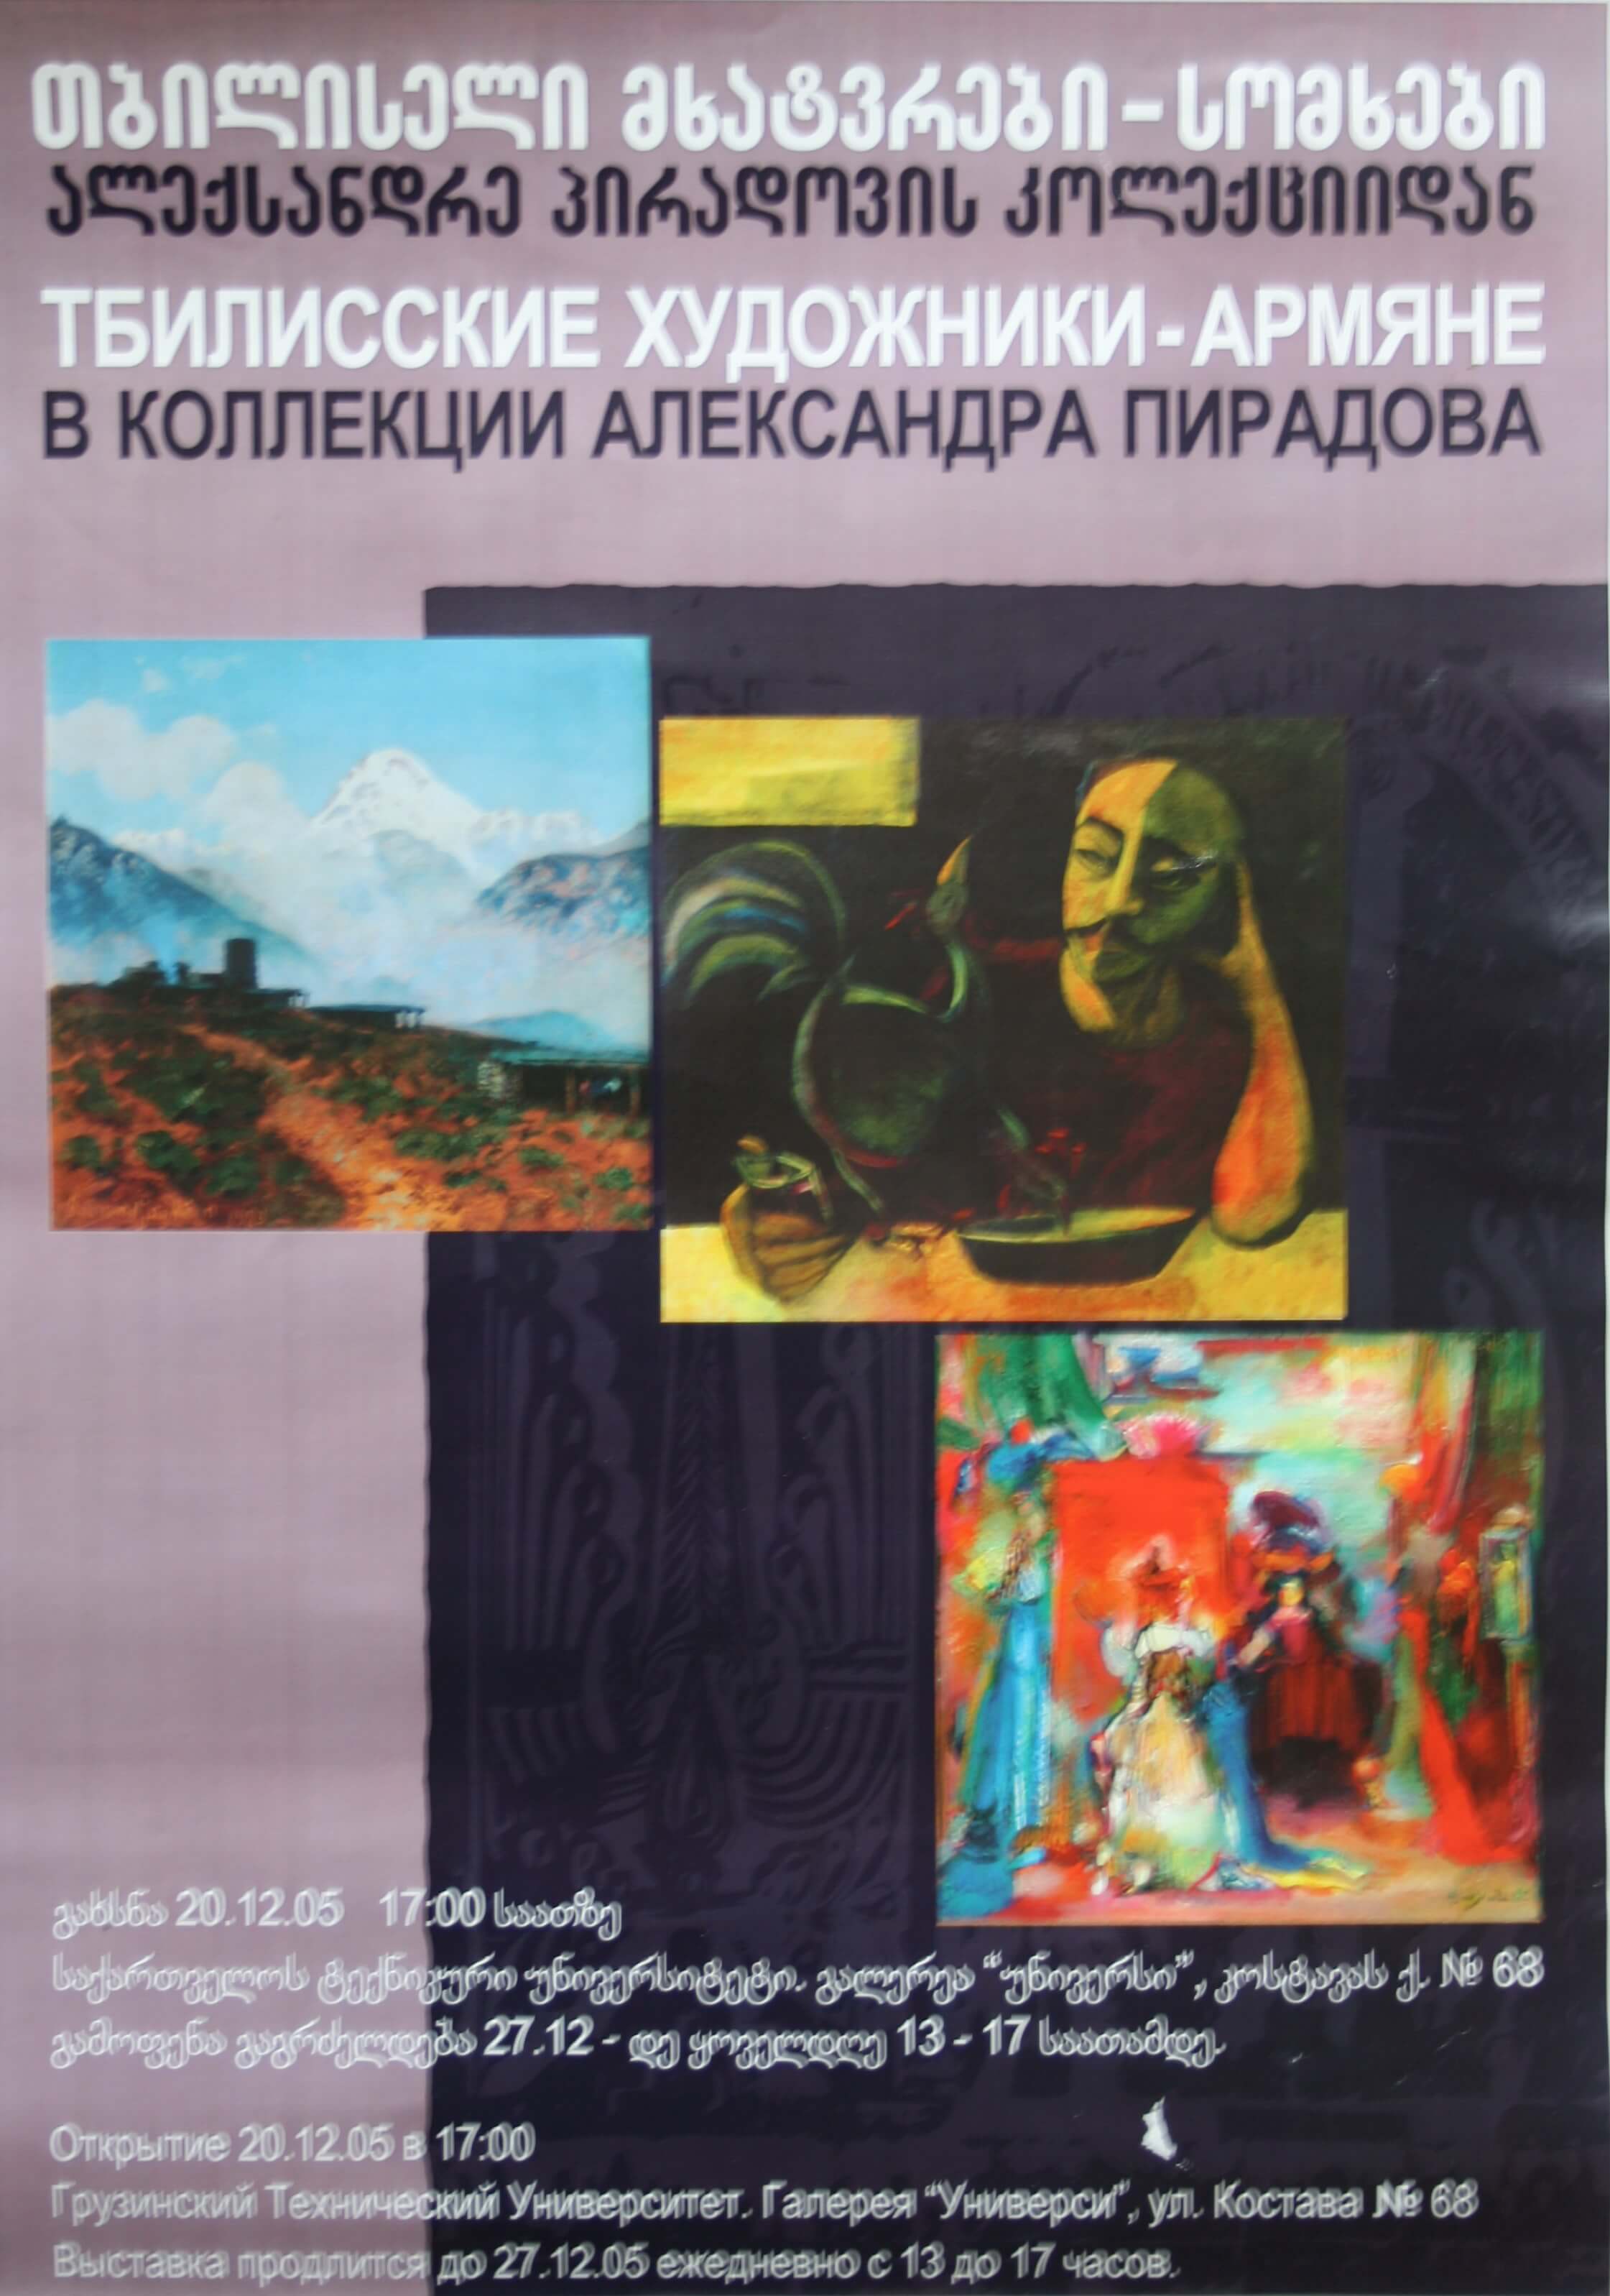 თბილისელი მხატვრები - სომხები
ალექსანდრე პირადოვის კოლექციიდან
ТБИЛИССКИЕ ХУДОЖНИКИ - АРМЯНЕ
В КОЛЛЕКЦИИ АЛЕКСАНДРА ПИРАДОВА
გახსნა 20.12.05 17:00 საათზე
საქართველოს ტექნიკური უნივერსიტეტი. გალერეა “უნივერსი”, კოსტავას ქ. № 68
გამოფენა გაგრძელდება 27.12 - დე ყოველდღე 13 - 17 საათამდე.
Открытие 20.12.05 в 17:00
Грузинский Технический Университет. Галерея “Универси”, ул. Костава № 68
Выставка продлится до 27.12.05 ежедневно с 13 до 17 часов.